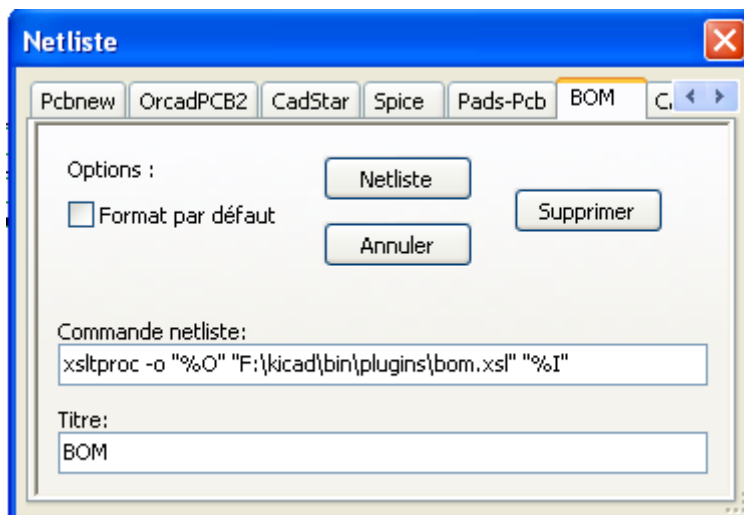 Netliste
Pcbnew OrcadPCB2 CadStar Spice Pads-Pcb BOM
Options :
Netliste
Format par défaut
Supprimer
Annuler
Commande netliste:
xsltproc -o "%O" "F:\kicad\bin\plugins\bom.xsl" "%I"
Titre:
BOM